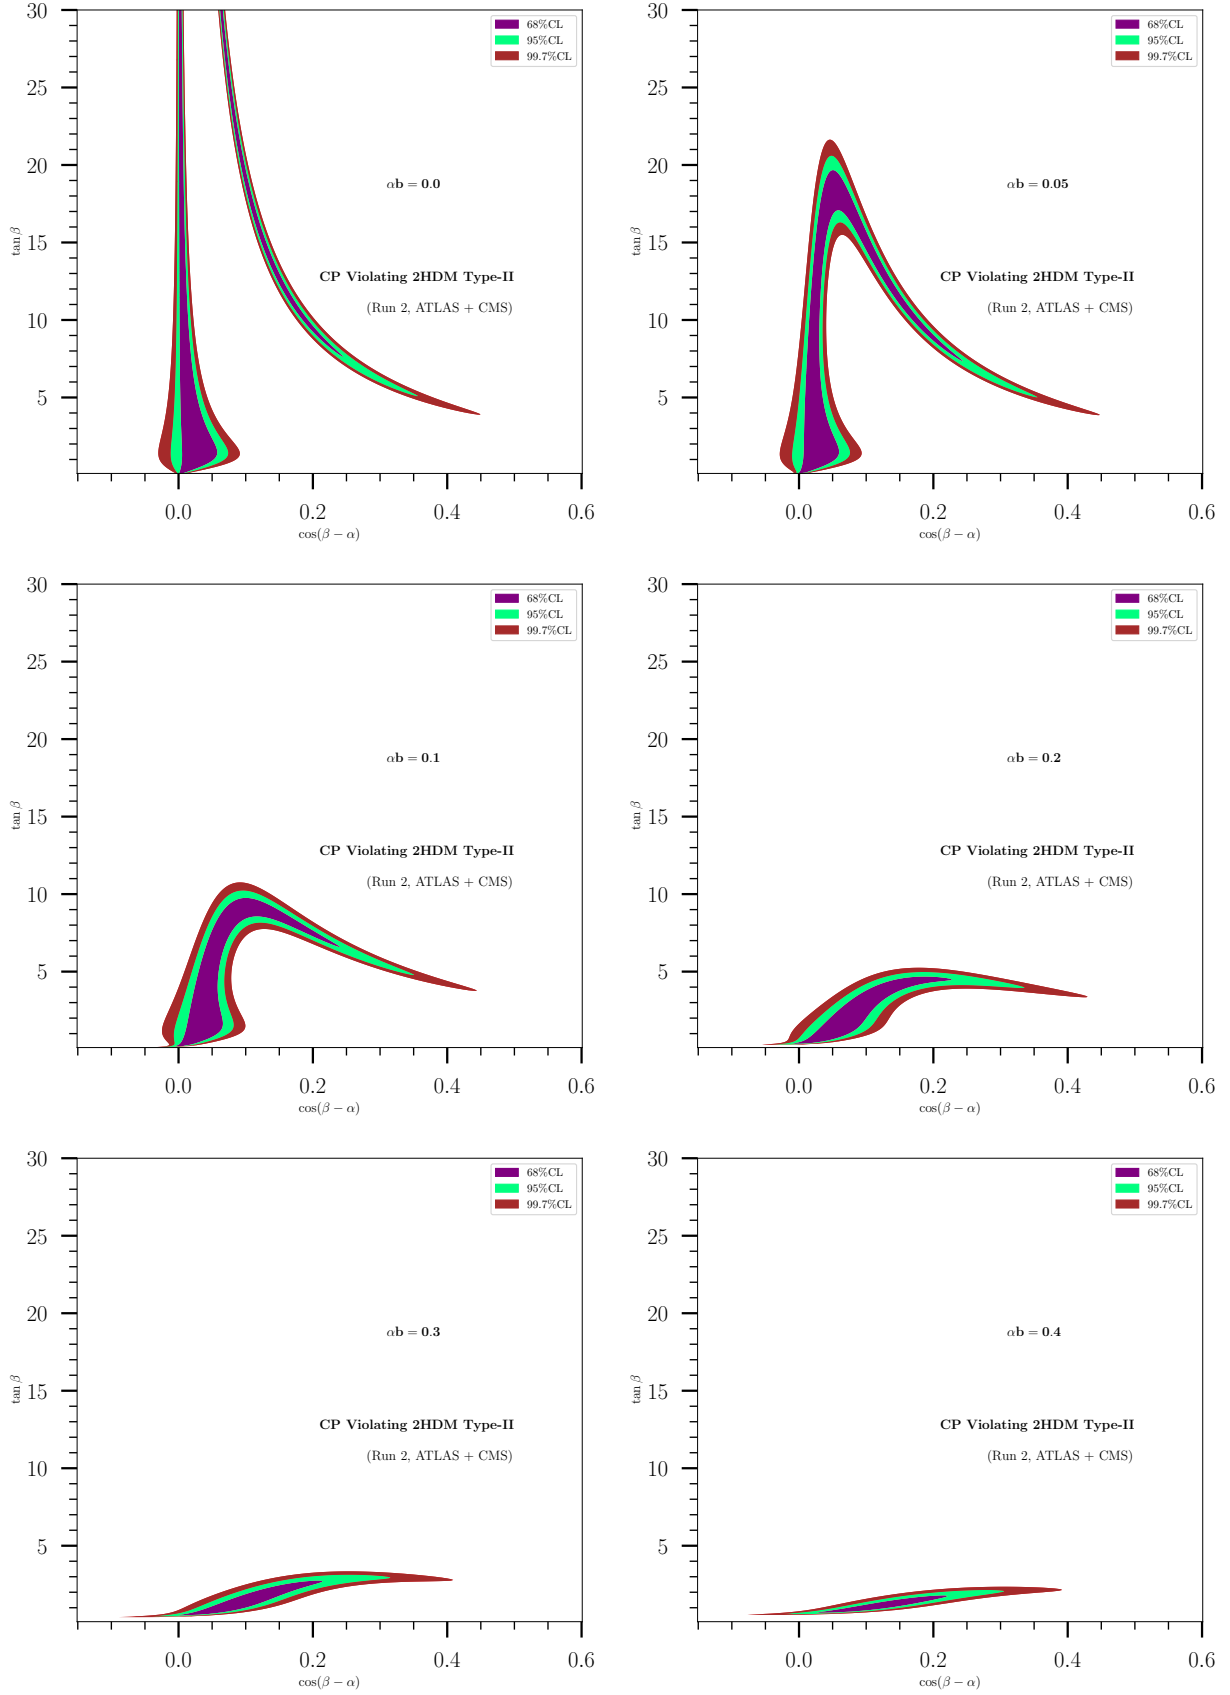 30
25
20
15
10
5
tan β
68%CL
95%CL
99.7%CL
αb = 0.0
CP Violating 2HDM Type-II
(Run 2, ATLAS + CMS)
0.0 0.2 0.4 0.6
cos(β − α)
30
25
20
15
10
5
tan β
68%CL
95%CL
99.7%CL
αb = 0.05
CP Violating 2HDM Type-II
(Run 2, ATLAS + CMS)
0.0 0.2 0.4 0.6
cos(β − α)
30
25
20
15
10
5
tan β
68%CL
95%CL
99.7%CL
αb = 0.1
CP Violating 2HDM Type-II
(Run 2, ATLAS + CMS)
0.0 0.2 0.4 0.6
cos(β − α)
30
25
20
15
10
5
tan β
68%CL
95%CL
99.7%CL
αb = 0.2
CP Violating 2HDM Type-II
(Run 2, ATLAS + CMS)
0.0 0.2 0.4 0.6
cos(β − α)
30
25
20
15
10
5
tan β
68%CL
95%CL
99.7%CL
αb = 0.3
CP Violating 2HDM Type-II
(Run 2, ATLAS + CMS)
0.0 0.2 0.4 0.6
cos(β − α)
30
25
20
15
10
5
tan β
68%CL
95%CL
99.7%CL
αb = 0.4
CP Violating 2HDM Type-II
(Run 2, ATLAS + CMS)
0.0 0.2 0.4 0.6
cos(β − α)